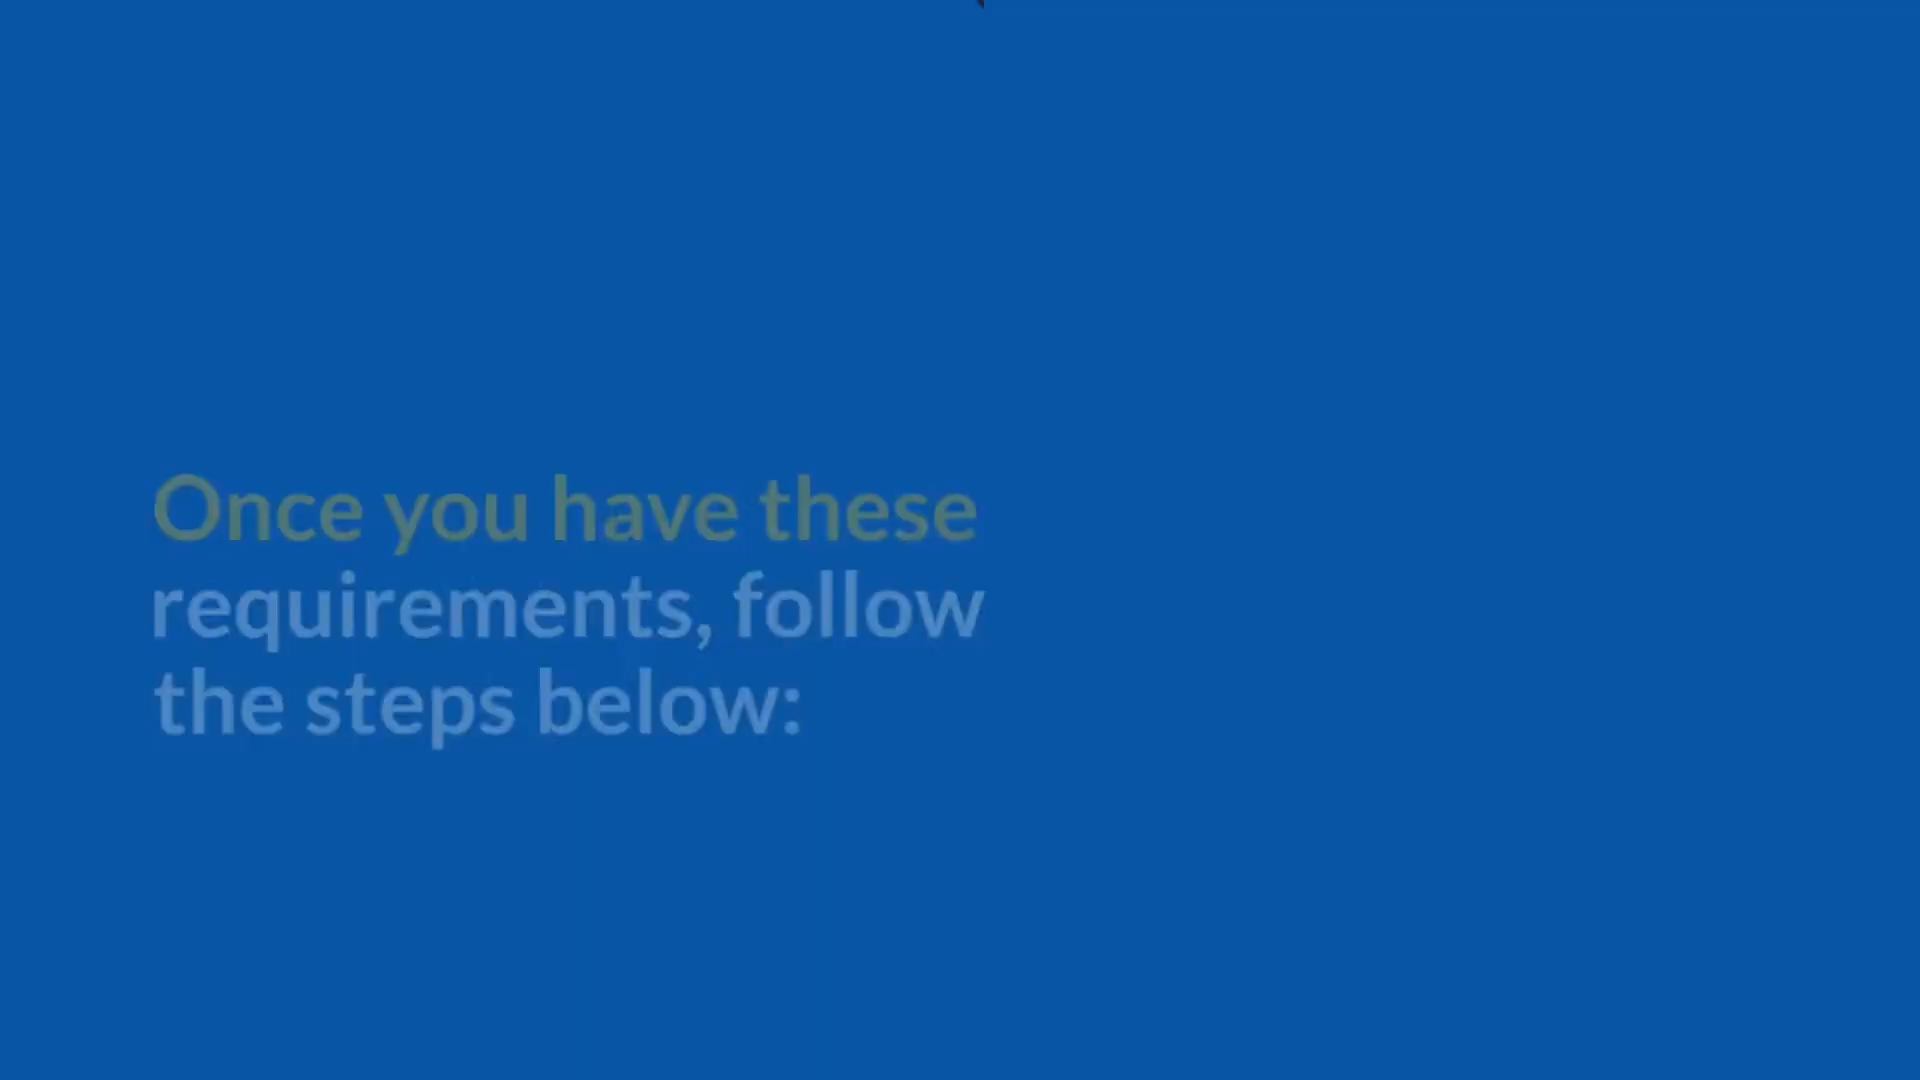 Once you have these
requirements, follow
the steps below: